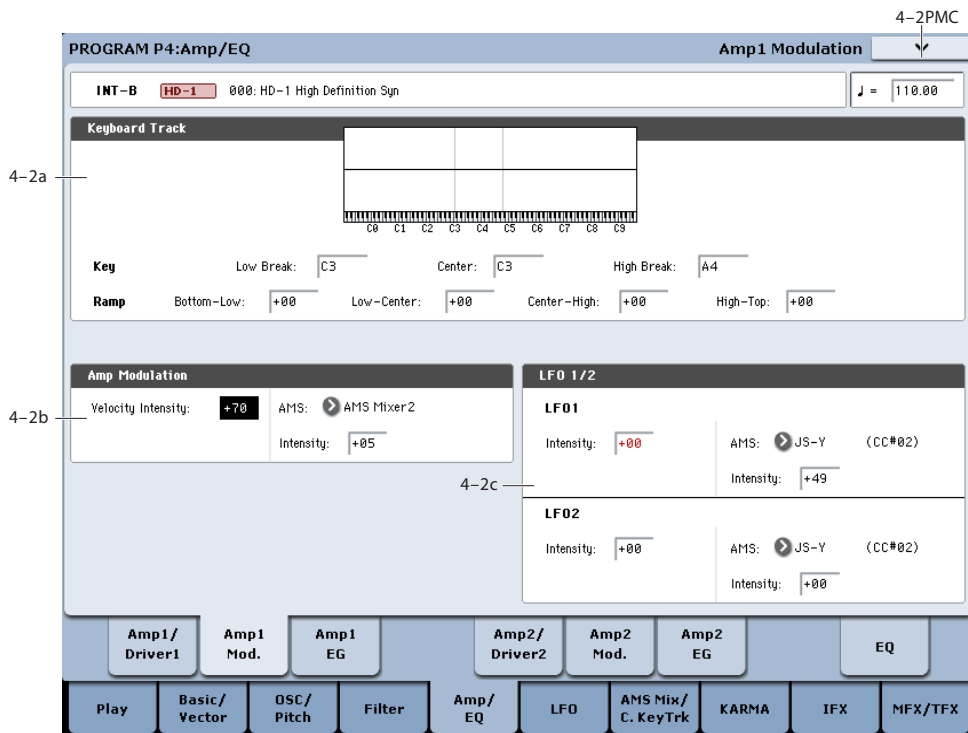 4-2PMC
PROGRAM P4:Amp/EQ Amp1 Modulation
INT-B HD-1 000: HD-1 High Definition Syn ♩ = 110.00
Keyboard Track
4-2a
C0 C1 C2 C3 C4 C5 C6 C7 C8 C9
Key Low Break: C3 Center: C3 High Break: A4
Ramp Bottom-Low: +00 Low-Center: +00 Center-High: +00 High-Top: +00
Amp Modulation
4-2b
Velocity Intensity: +70 AMS: AMS Mixer2
Intensity: +05
LFO 1/2
LFO1
Intensity: +00 AMS: JS-Y (CC#02)
Intensity: +49
4-2c
LFO2
Intensity: +00 AMS: JS-Y (CC#02)
Intensity: +00
Amp1/ Driver1
Amp1 Mod.
Amp1 EG
Amp2/ Driver2
Amp2 Mod.
Amp2 EG
EQ
Play
Basic/ Vector
OSC/ Pitch
Filter
Amp/ EQ
LFO
AMS Mix/ C. KeyTrk
KARMA
IFX
MFX/TFX